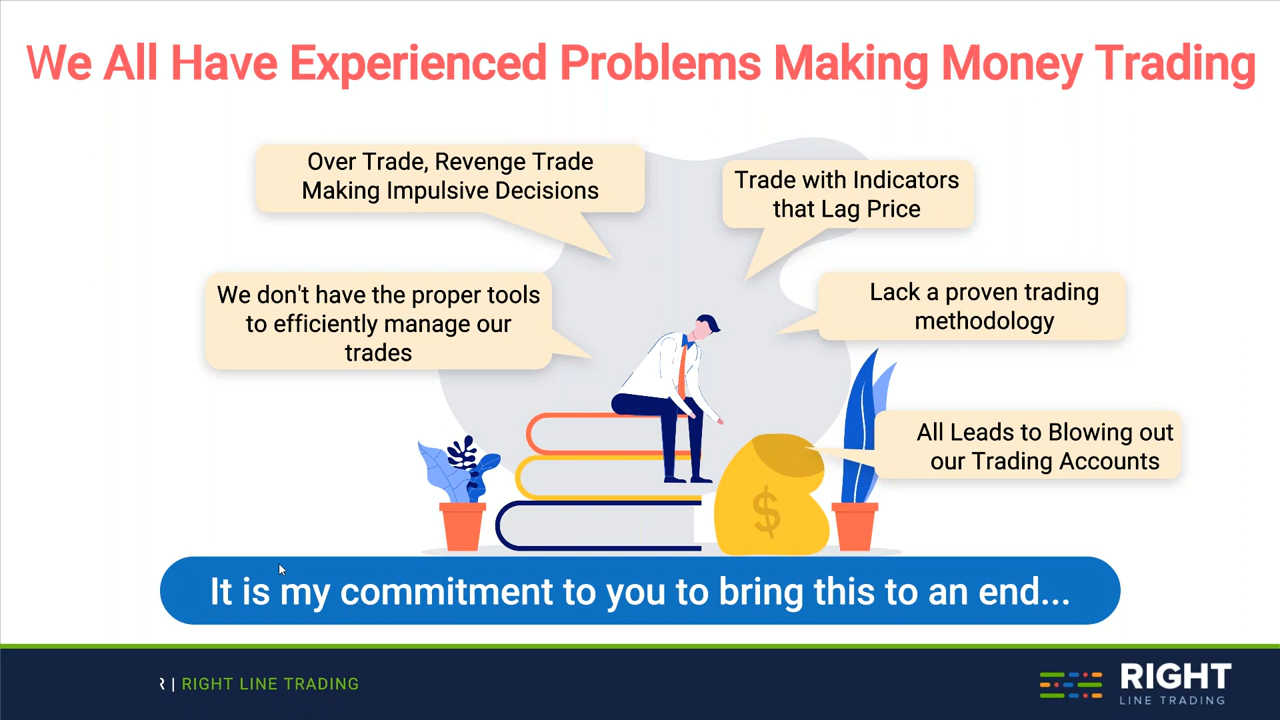 We All Have Experienced Problems Making Money Trading
Over Trade, Revenge Trade
Making Impulsive Decisions
Trade with Indicators
that Lag Price
We don't have the proper tools
to efficiently manage our
trades
Lack a proven trading
methodology
All Leads to Blowing out
our Trading Accounts
$
It is my commitment to you to bring this to an end...
| RIGHT LINE TRADING
RIGHT
LINE TRADING